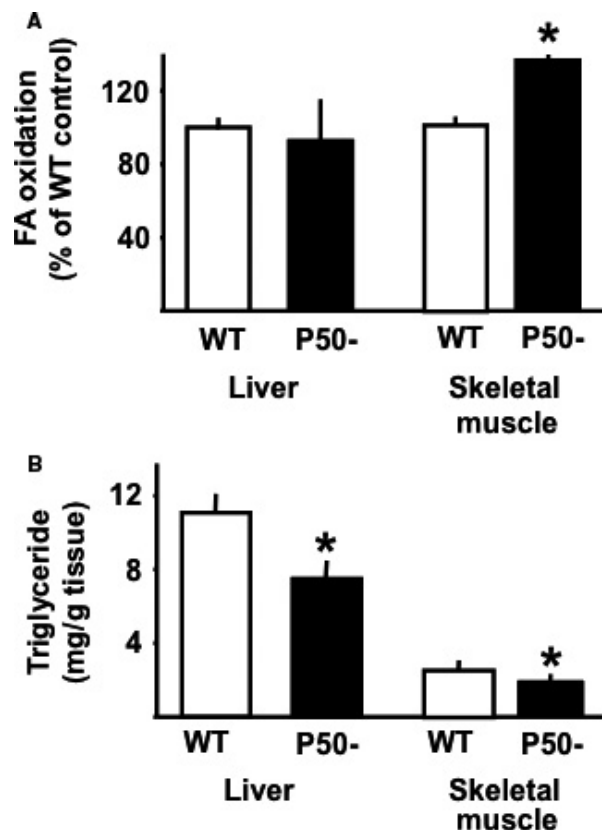 A
FA oxidation
(% of WT control)
120
80
40
*
WT P50- WT P50-
Liver Skeletal
muscle
B
Triglyceride
(mg/g tissue)
12
8
4
*
*
WT P50- WT P50-
Liver Skeletal
muscle